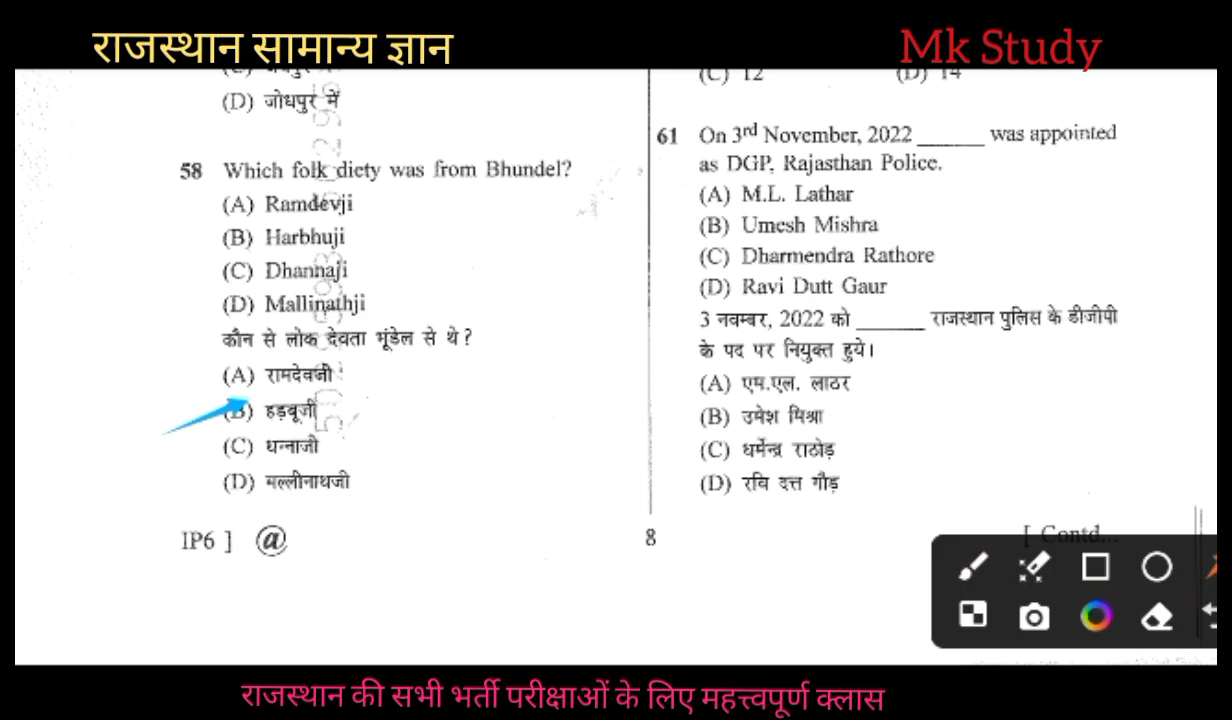 राजस्थान सामान्य ज्ञान
Mk Study
(D) जोधपुर में
58 Which folk diety was from Bhundel?
(A) Ramdevji
(B) Harbhuji
(C) Dhannaji
(D) Mallinathji
कौन से लोक देवता भूंडेल से थे ?
(A) रामदेवजी
(B) हड़बूजी
(C) धन्नाजी
(D) मल्लीनाथजी
IP6 ] @
8
(C) 12 (D) 14
61 On 3rd November, 2022 ______ was appointed
as DGP, Rajasthan Police.
(A) M.L. Lathar
(B) Umesh Mishra
(C) Dharmendra Rathore
(D) Ravi Dutt Gaur
3 नवम्बर, 2022 को ______ राजस्थान पुलिस के डीजीपी
के पद पर नियुक्त हुये।
(A) एम.एल. लाठर
(B) उमेश मिश्रा
(C) धर्मेन्द्र राठोड़
(D) रवि दत्त गौड़
[ Contd...
राजस्थान की सभी भर्ती परीक्षाओं के लिए महत्त्वपूर्ण क्लास